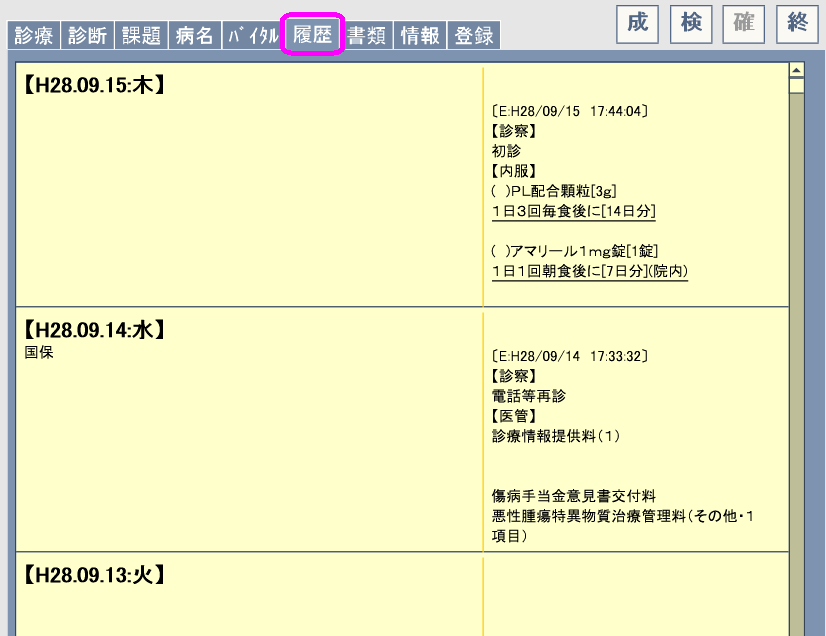 診療 診断 課題 病名 バイタル 履歴 書類 情報 登録 成 検 確 終
【H28.09.15:木】
〔E:H28/09/15 17:44:04〕
【診察】
初診
【内服】
( )PL配合顆粒[3g]
1日3回毎食後に[14日分]
( )アマリール1mg錠[1錠]
1日1回朝食後に[7日分](院内)
【H28.09.14:水】
国保
〔E:H28/09/14 17:33:32〕
【診察】
電話等再診
【医管】
診療情報提供料(1)
傷病手当金意見書交付料
悪性腫瘍特異物質治療管理料(その他・1
項目)
【H28.09.13:火】